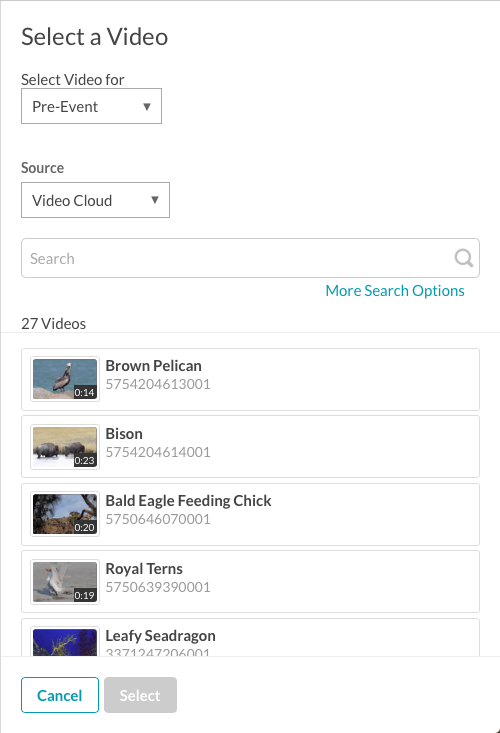 Select a Video
Select Video for
Pre-Event
Source
Video Cloud
Search
More Search Options
27 Videos
Brown Pelican
5754204613001
0:14
Bison
5754204614001
0:23
Bald Eagle Feeding Chick
5750646070001
0:20
Royal Terns
5750639390001
0:19
Leafy Seadragon
3371247206001
Cancel
Select